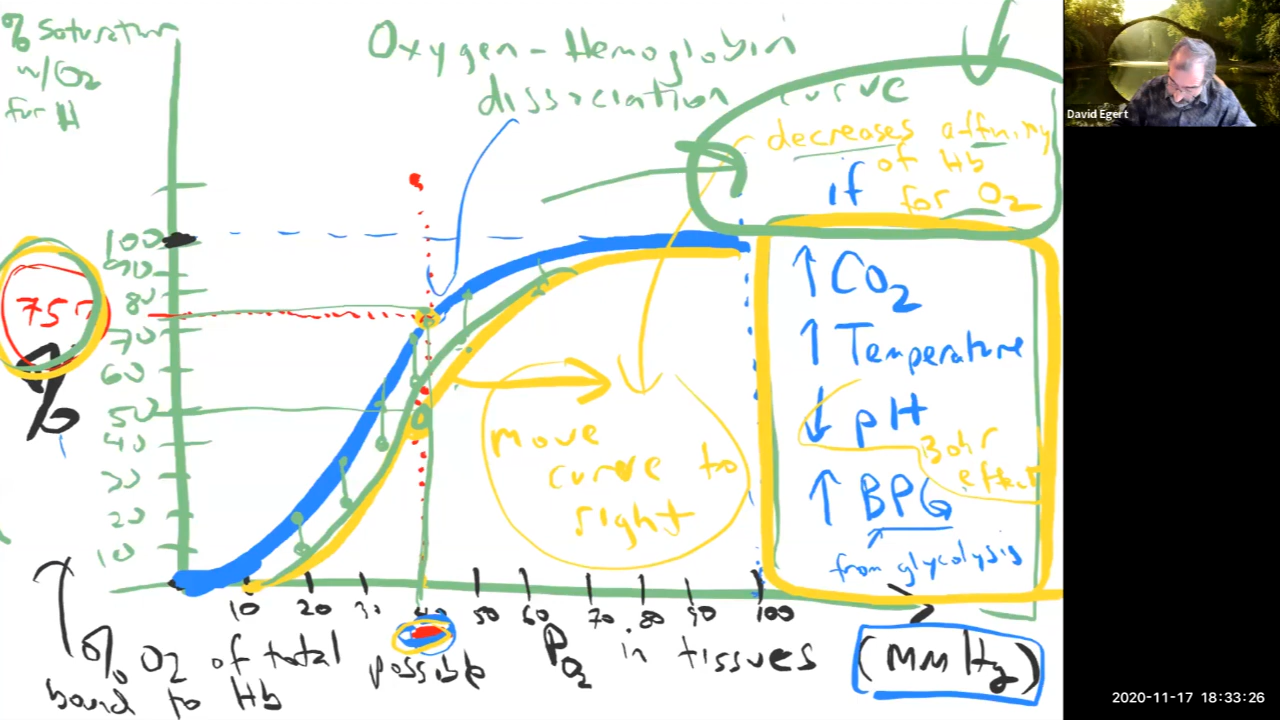 % Saturation
w/O2
for H
Oxygen-Hemoglobin
dissociation curve
decreases affinity
of Hb
if for O2
100
90
80
70
60
50
40
30
20
10
75%
↑CO2
↑ Temperature
↓ pH
Bohr
effect
↑ BPG
from glycolysis
move
curve to
right
10 20 30 40 50 60 70 80 90 100
% O2 of total possible
bound to Hb
PO2 in tissues (mmHg)
David Egert
2020-11-17 18:33:26